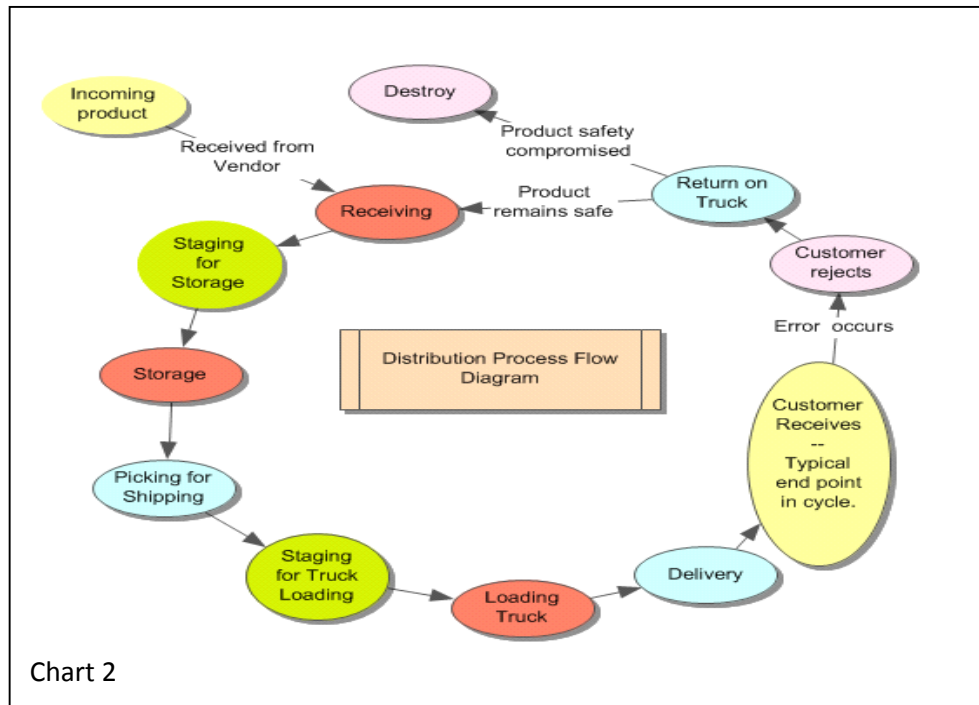 Incoming
product
Destroy
Received from
Vendor
Product safety
compromised
Receiving
Product
remains safe
Return on
Truck
Staging
for
Storage
Customer
rejects
Error occurs
Storage
Distribution Process Flow
Diagram
Customer
Receives
--
Typical
end point
in cycle.
Picking for
Shipping
Staging
for Truck
Loading
Loading
Truck
Delivery
Chart 2